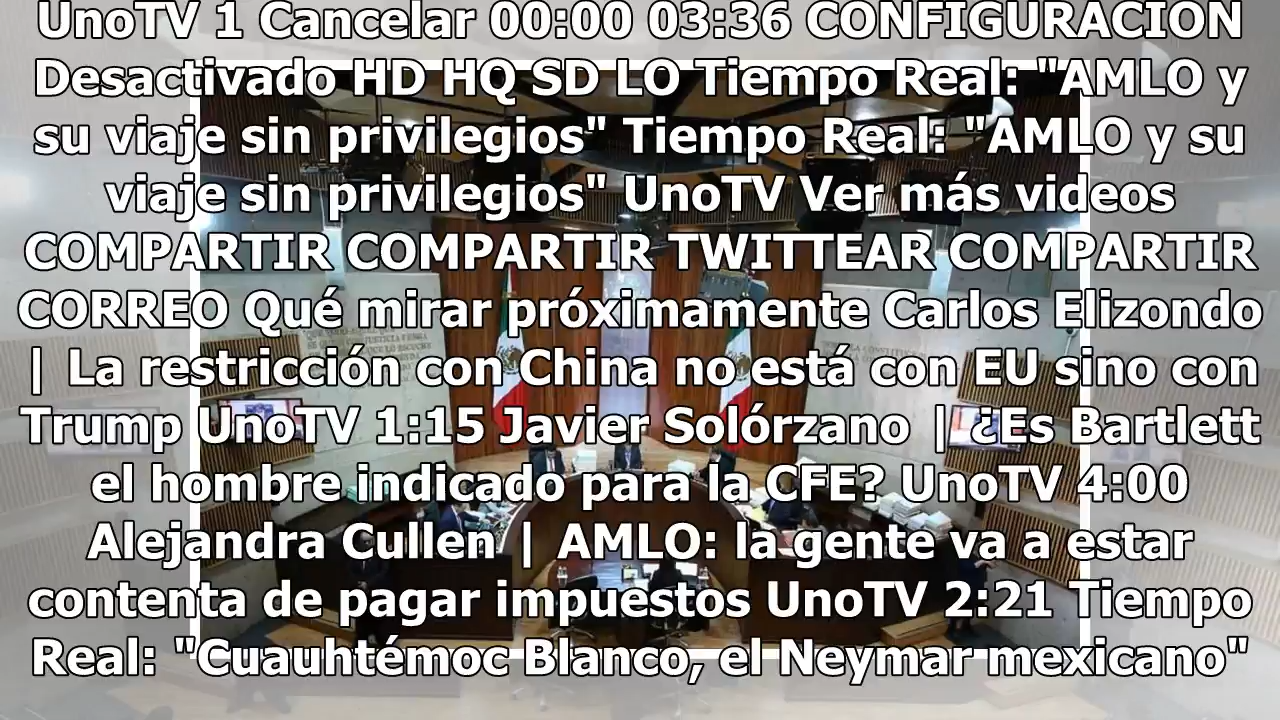 UnoTV 1 Cancelar 00:00 03:36 CONFIGURACIÓN
Desactivado HD HQ SD LO Tiempo Real: "AMLO y
su viaje sin privilegios" Tiempo Real: "AMLO y su
viaje sin privilegios" UnoTV Ver más videos
COMPARTIR COMPARTIR TWITTEAR COMPARTIR
CORREO Qué mirar próximamente Carlos Elizondo
| La restricción con China no está con EU sino con
Trump UnoTV 1:15 Javier Solórzano | ¿Es Bartlett
el hombre indicado para la CFE? UnoTV 4:00
Alejandra Cullen | AMLO: la gente va a estar
contenta de pagar impuestos UnoTV 2:21 Tiempo
Real: "Cuauhtémoc Blanco, el Neymar mexicano"